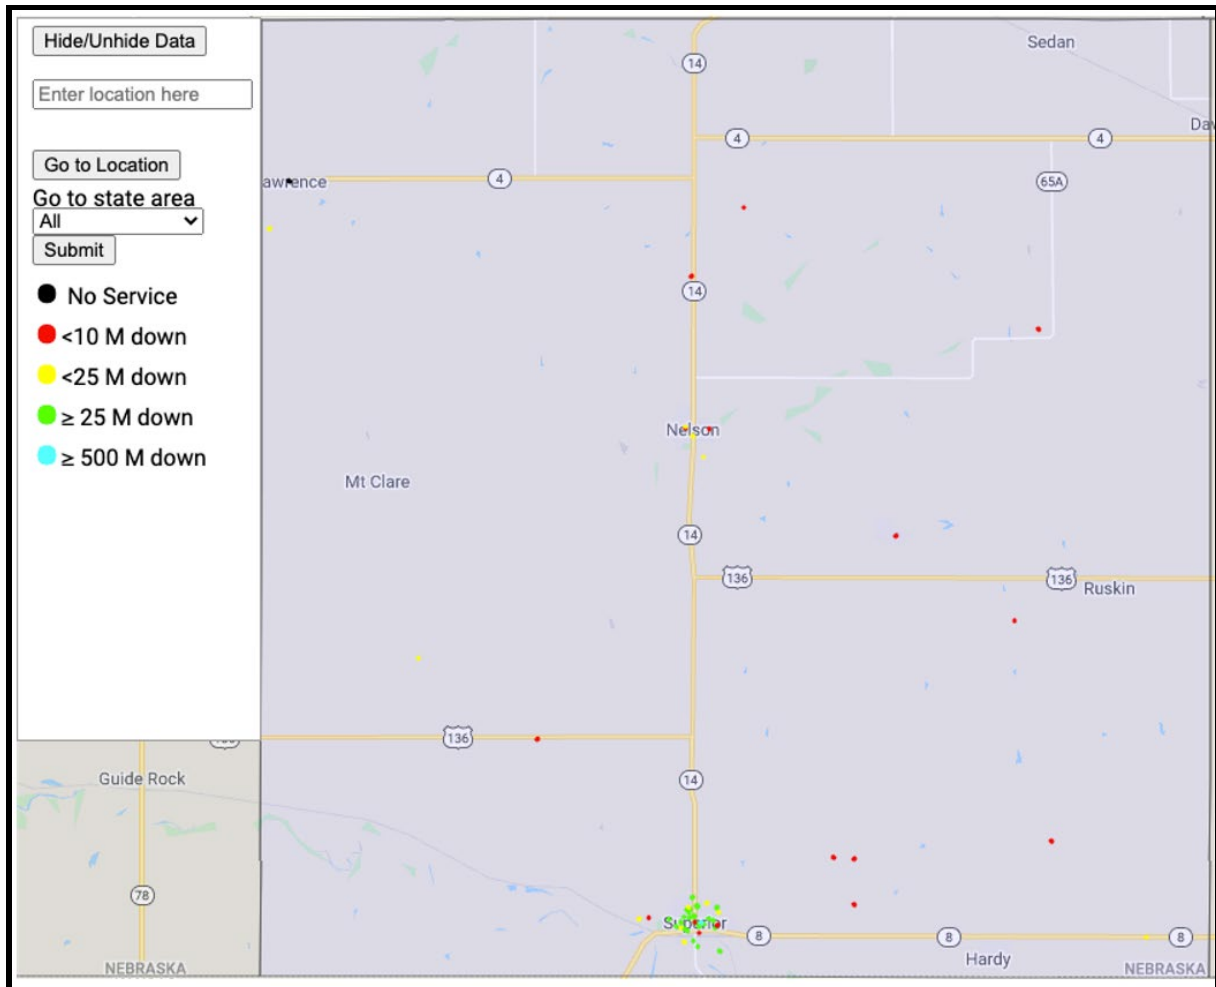 Hide/Unhide Data
Enter location here
Go to Location
Go to state area
All
Submit
No Service
<10 M down
<25 M down
≥ 25 M down
≥ 500 M down
Sedan
14
4
4
awrence
4
65A
14
Nelson
Mt Clare
14
136
136
Ruskin
136
Guide Rock
14
78
Superior
8
8
8
Hardy
NEBRASKA
NEBRASKA